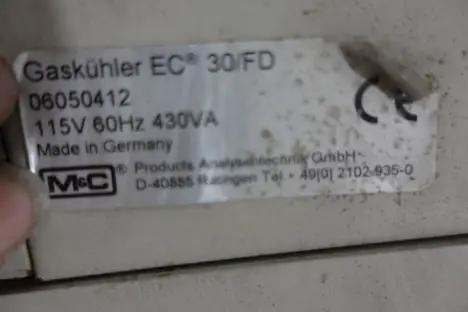 Gaskühler EC® 30/FD
06050412
115V 60Hz 430VA
Made in Germany
CE
M&C ® Products Analysentechnik GmbH
D-40885 Ratingen Tel. + 49[0] 2102-935-0